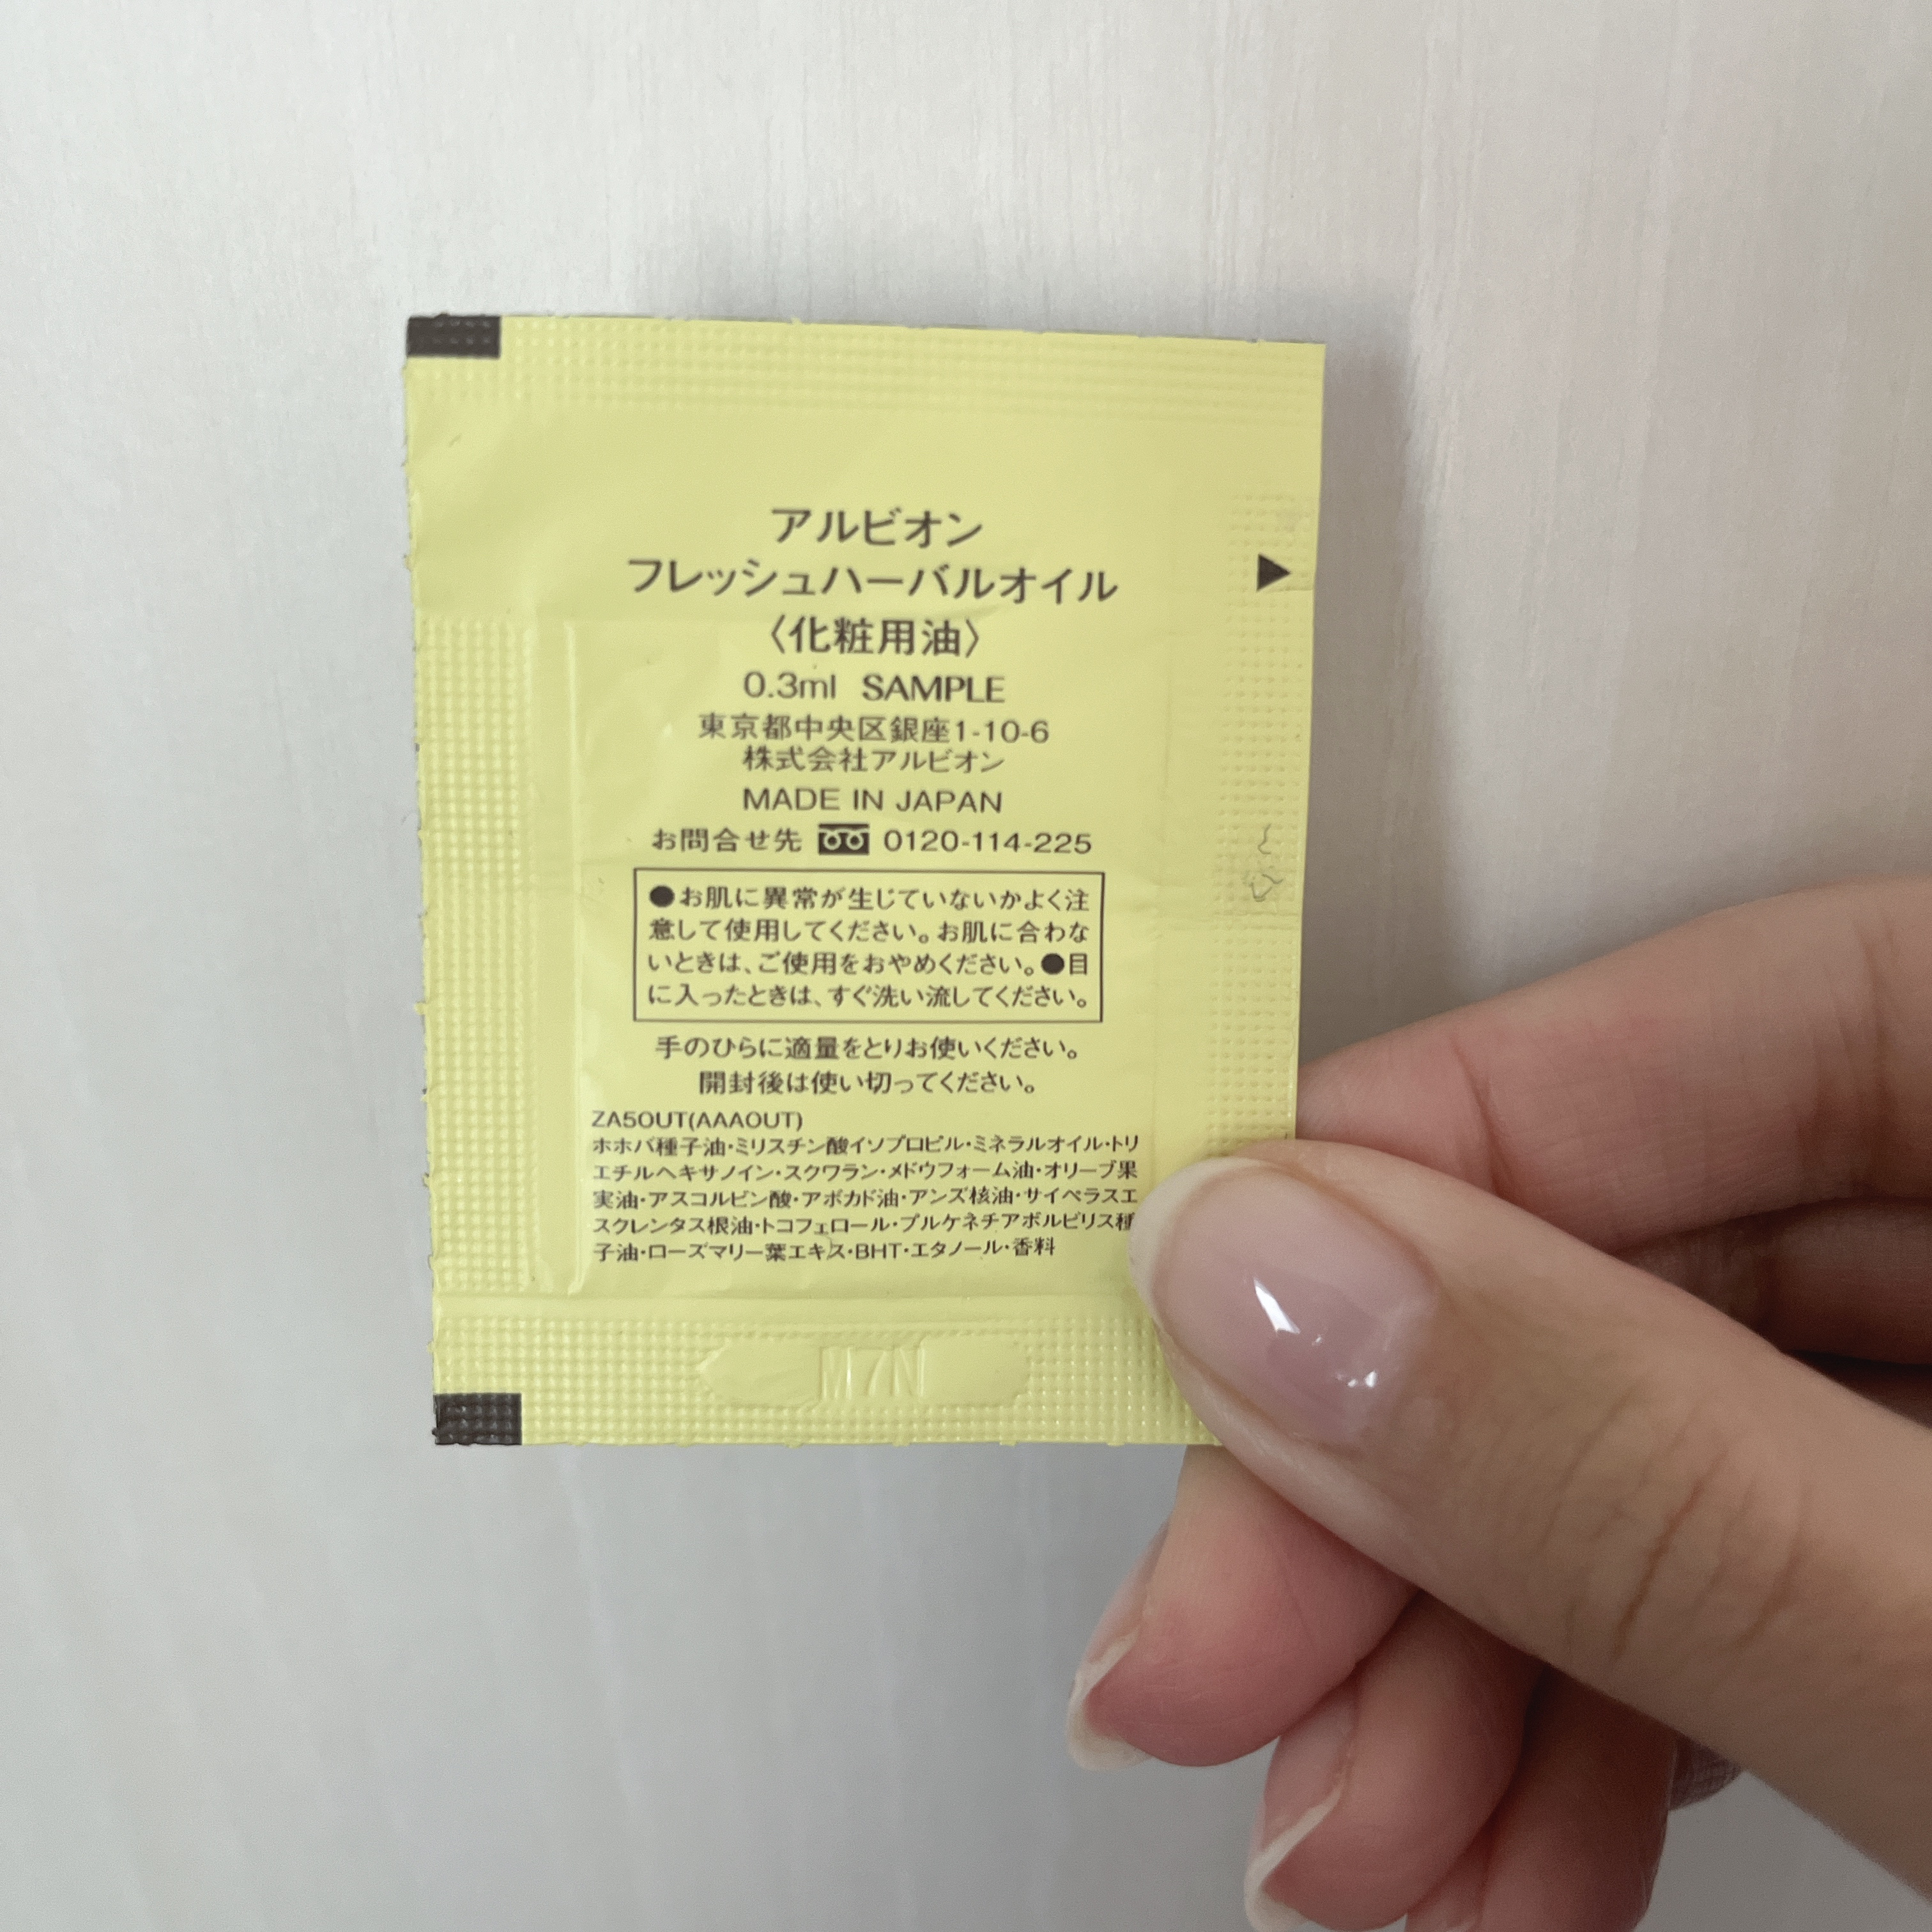 アルビオン
フレッシュハーバルオイル
〈化粧用油〉
0.3ml SAMPLE
東京都中央区銀座1-10-6
株式会社アルビオン
MADE IN JAPAN
お問合せ先 0120-114-225
●お肌に異常が生じていないかよく注
意して使用してください。お肌に合わな
いときは、ご使用をおやめください。●目
に入ったときは、すぐ洗い流してください。
手のひらに適量をとりお使いください。
開封後は使い切ってください。
ZA5OUT(AAAOUT)
ホホバ種子油・ミリスチン酸イソプロピル・ミネラルオイル・トリ
エチルヘキサノイン・スクワラン・メドウフォーム油・オリーブ果
実油・アスコルビン酸・アボカド油・アンズ核油・サイペラスエ
スクレンタス根油・トコフェロール・プルケネチアボルビリス種
子油・ローズマリー葉エキス・BHT・エタノール・香料
M7N